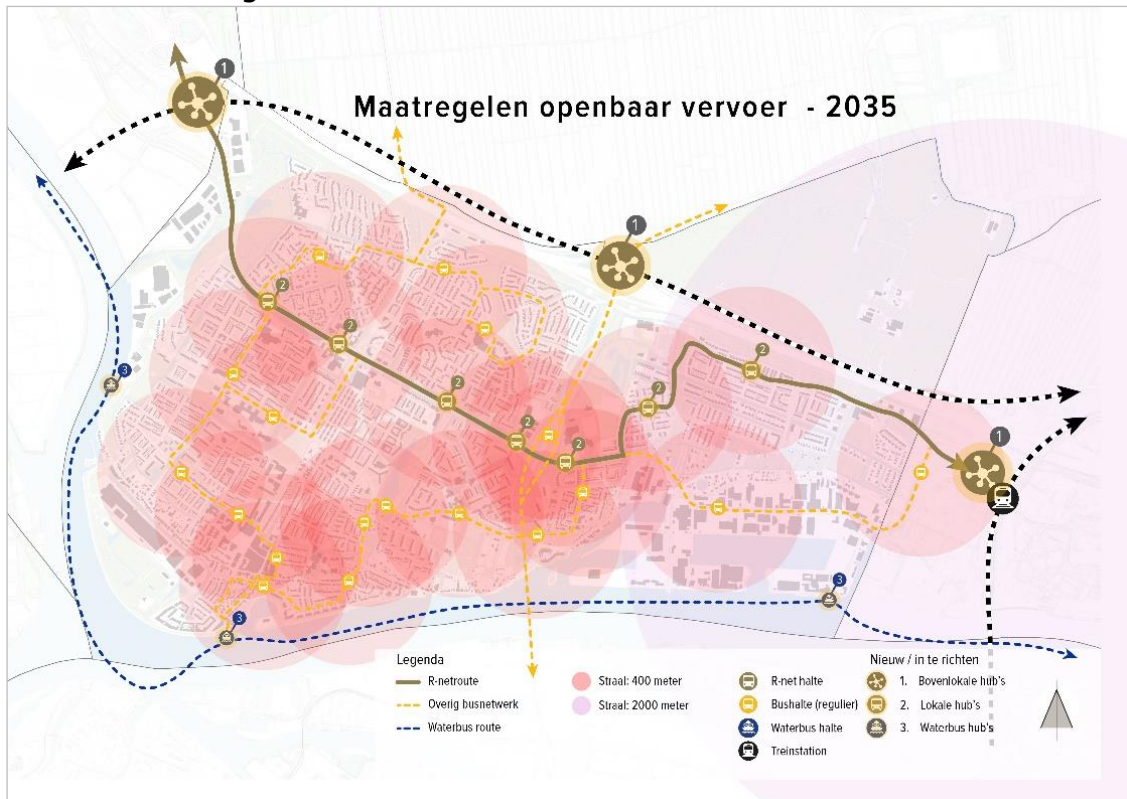 1
Maatregelen openbaar vervoer - 2035
1
2
2
2
2
3
2
2
2
1
3
3
Legenda
R-netroute
Overig busnetwerk
Waterbus route
Straal: 400 meter
Straal: 2000 meter
R-net halte
Bushalte (regulier)
Waterbus halte
Treinstation
Nieuw / in te richten
1. Bovenlokale hub's
2. Lokale hub's
3. Waterbus hub's